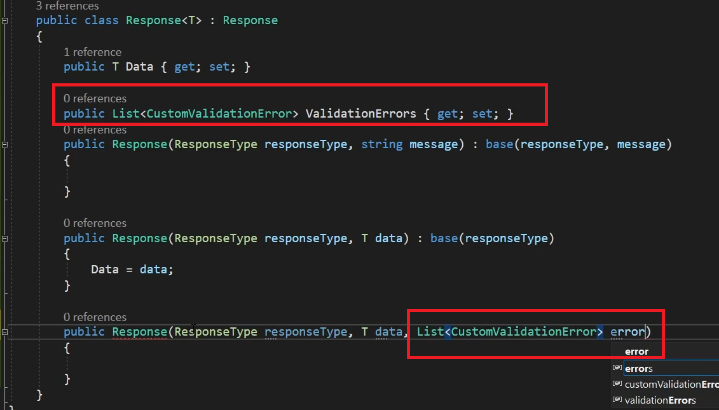 3 references
public class Response<T> : Response
{
1 reference
public T Data { get; set; }
0 references
public List<CustomValidationError> ValidationErrors { get; set; }
0 references
public Response(ResponseType responseType, string message) : base(responseType, message)
{
}
0 references
public Response(ResponseType responseType, T data) : base(responseType)
{
Data = data;
}
0 references
public Response(ResponseType responseType, T data, List<CustomValidationError> error)
{
error
errors
}
customValidationErro
validationErrors
}